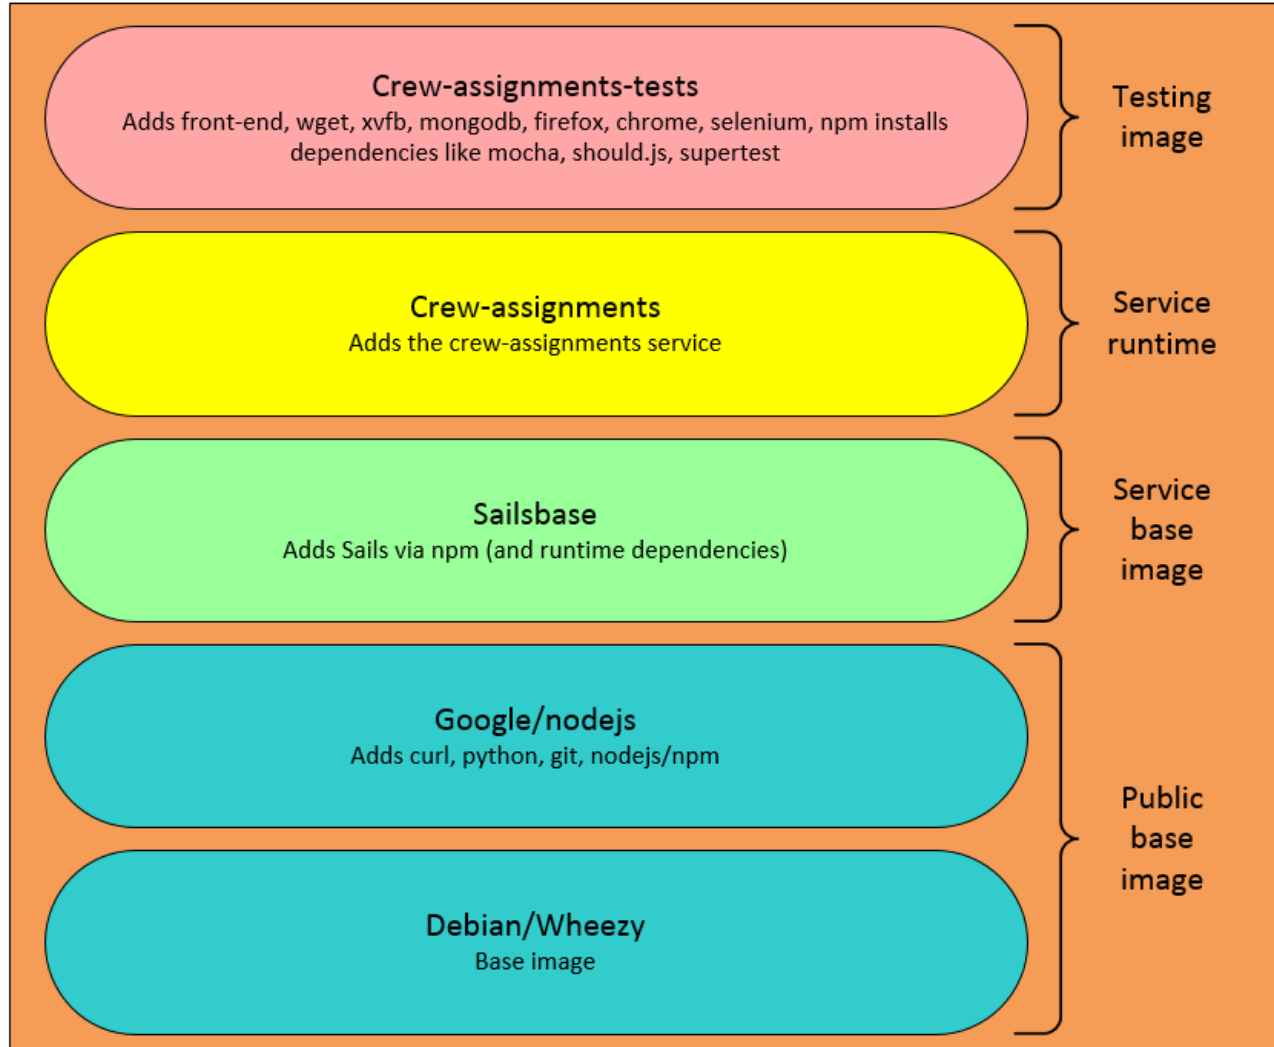 Crew-assignments-tests
Adds front-end, wget, xvfb, mongodb, firefox, chrome, selenium, npm installs
dependencies like mocha, should.js, supertest
Testing
image
Crew-assignments
Adds the crew-assignments service
Service
runtime
Sailsbase
Adds Sails via npm (and runtime dependencies)
Service
base
image
Google/nodejs
Adds curl, python, git, nodejs/npm
Debian/Wheezy
Base image
Public
base
image